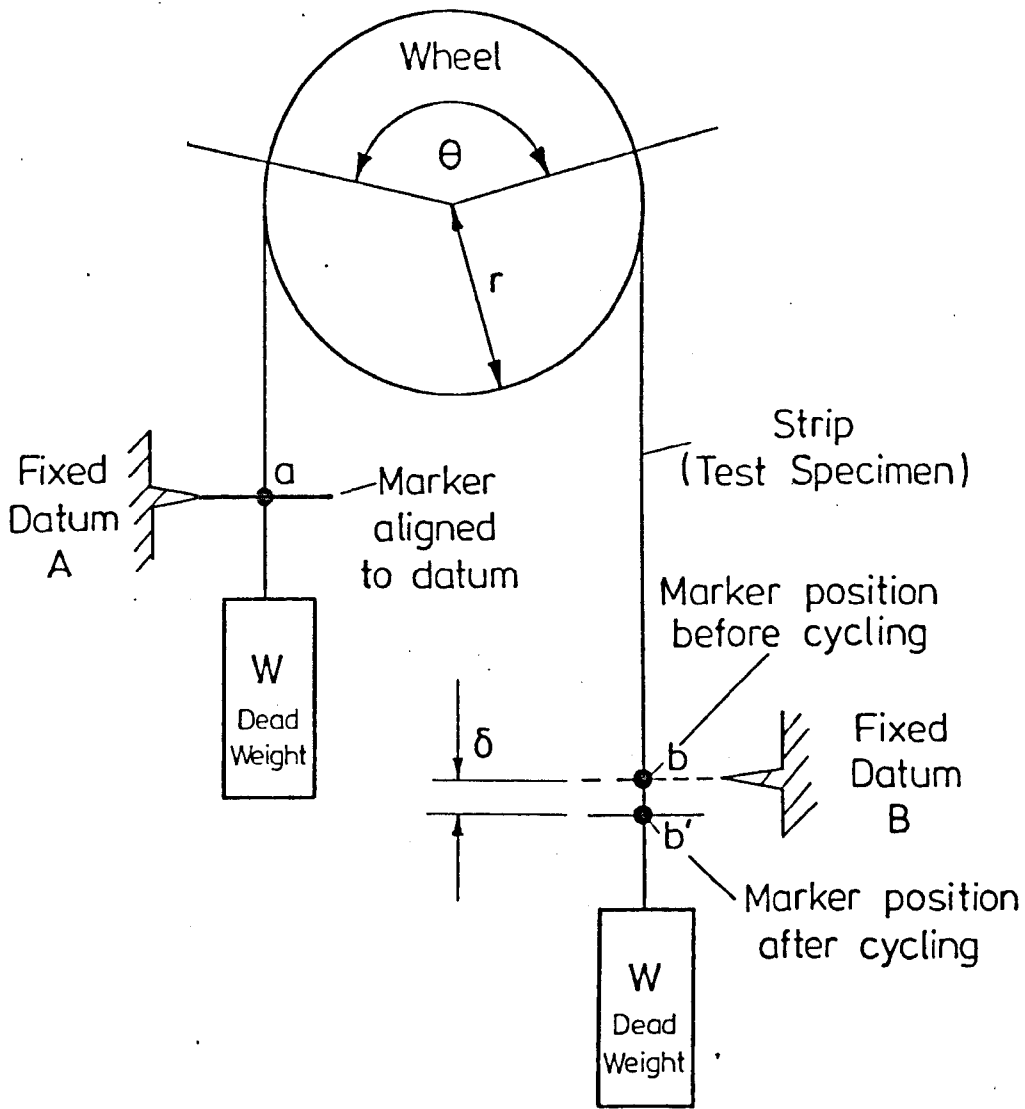 Wheel
θ
r
Strip
(Test Specimen)
Fixed
Datum
A
a
Marker
aligned
to datum
W
Dead
Weight
Marker position
before cycling
δ
b
Fixed
Datum
B
b'
Marker position
after cycling
W
Dead
Weight